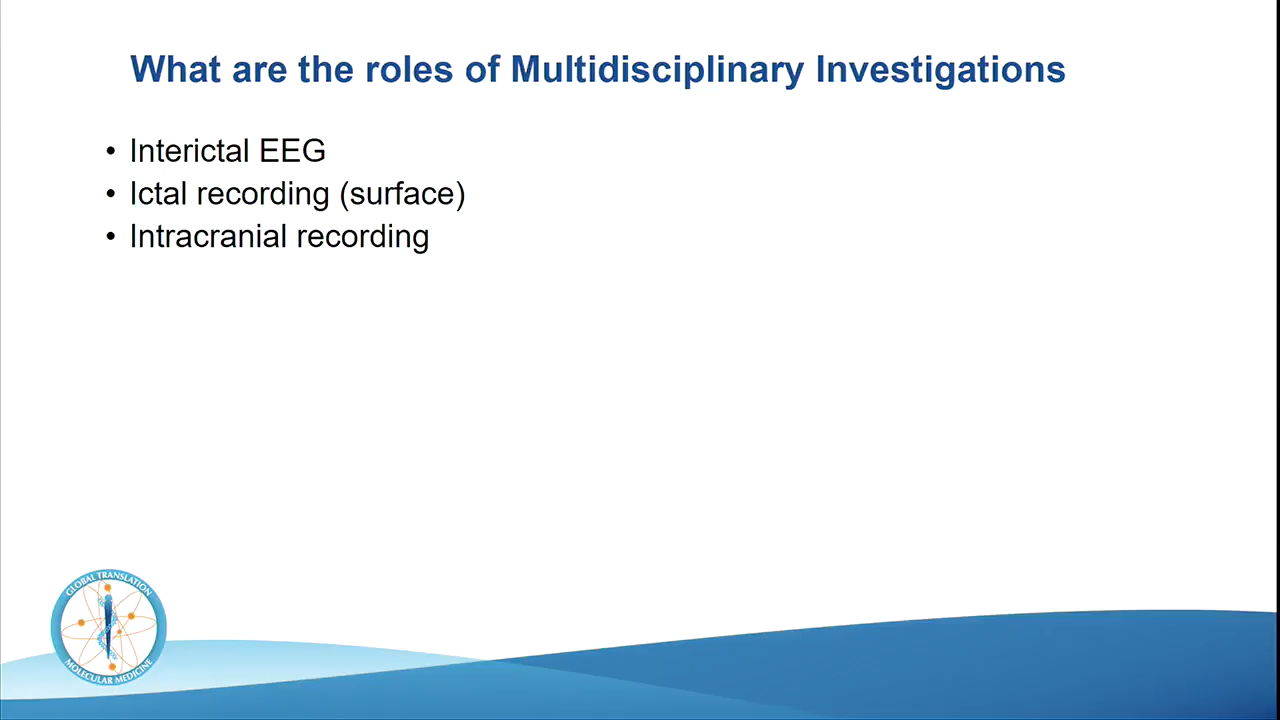 What are the roles of Multidisciplinary Investigations
• Interictal EEG
• Ictal recording (surface)
• Intracranial recording
GLOBAL TRANSLATION
MOLECULAR MEDICINE